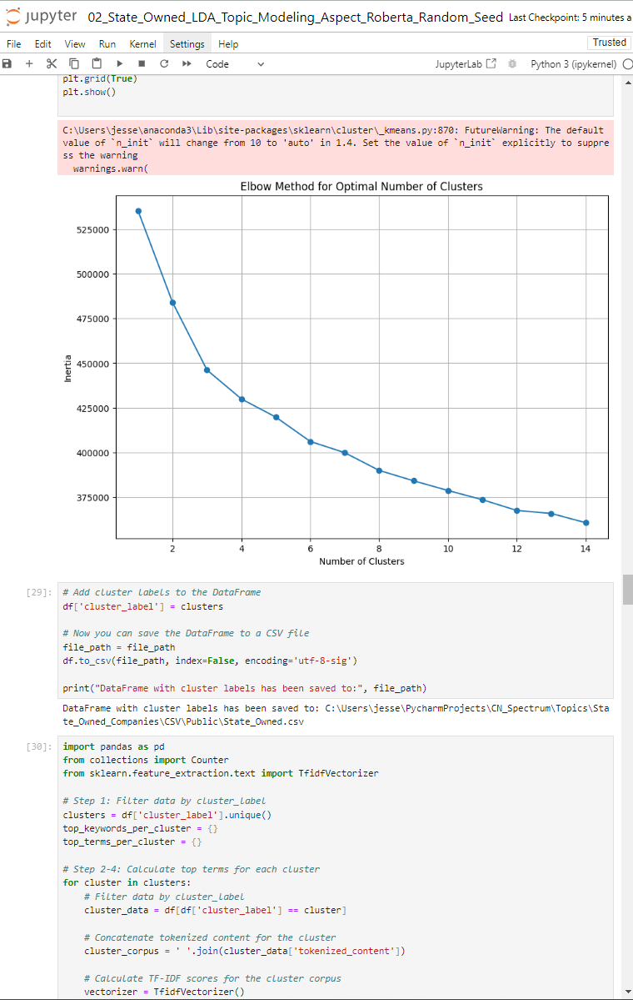 jupyter 02_State_Owned_LDA_Topic_Modeling_Aspect_Roberta_Random_Seed Last Checkpoint: 5 minutes a
File Edit View Run Kernel Settings Help Trusted
Code JupyterLab Python 3 (ipykernel)
plt.grid(True)
plt.show()
C:\Users\jesse\anaconda3\Lib\site-packages\sklearn\cluster\_kmeans.py:870: FutureWarning: The default
value of `n_init` will change from 10 to 'auto' in 1.4. Set the value of `n_init` explicitly to suppre
ss the warning
warnings.warn(
Elbow Method for Optimal Number of Clusters
525000
500000
475000
450000
425000
400000
375000
Inertia
2 4 6 8 10 12 14
Number of Clusters
[29]: # Add cluster labels to the DataFrame
df['cluster_label'] = clusters
# Now you can save the DataFrame to a CSV file
file_path = file_path
df.to_csv(file_path, index=False, encoding='utf-8-sig')
print("DataFrame with cluster labels has been saved to:", file_path)
DataFrame with cluster labels has been saved to: C:\Users\jesse\PycharmProjects\CN_Spectrum\Topics\Sta
te_Owned_Companies\CSV\Public\State_Owned.csv
[30]: import pandas as pd
from collections import Counter
from sklearn.feature_extraction.text import TfidfVectorizer
# Step 1: Filter data by cluster_label
clusters = df['cluster_label'].unique()
top_keywords_per_cluster = {}
top_terms_per_cluster = {}
# Step 2-4: Calculate top terms for each cluster
for cluster in clusters:
# Filter data by cluster_label
cluster_data = df[df['cluster_label'] == cluster]
# Concatenate tokenized content for the cluster
cluster_corpus = ' '.join(cluster_data['tokenized_content'])
# Calculate TF-IDF scores for the cluster corpus
vectorizer = TfidfVectorizer()